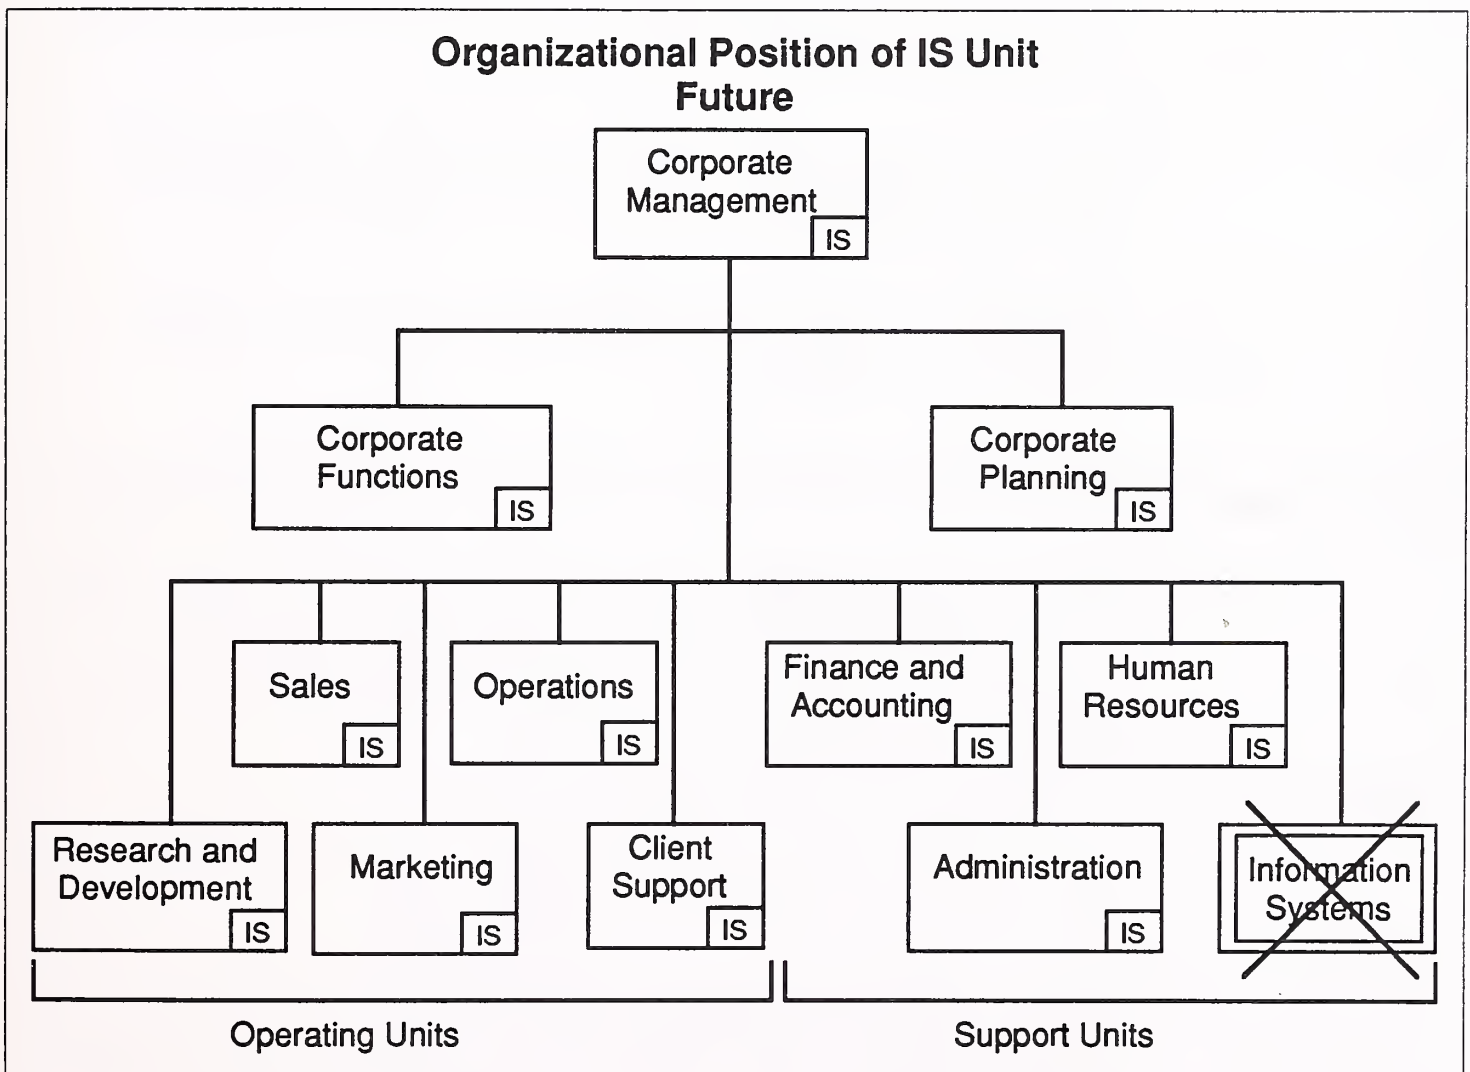 Organizational Position of IS Unit
Future
Corporate
Management
IS
Corporate
Functions
IS
Corporate
Planning
IS
Sales
IS
Operations
IS
Finance and
Accounting
IS
Human
Resources
IS
Research and
Development
IS
Marketing
IS
Client
Support
IS
Administration
IS
Information
Systems
Operating Units
Support Units